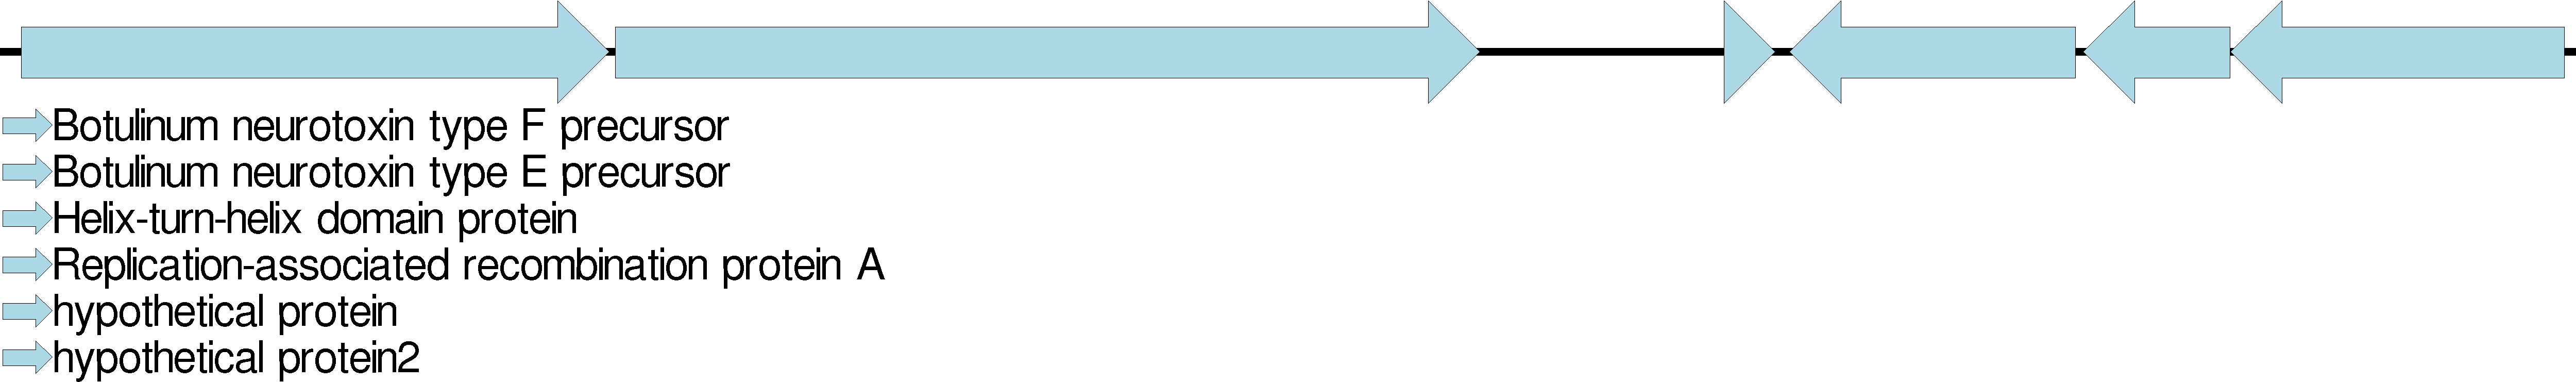 Botulinum neurotoxin type F precursor
Botulinum neurotoxin type E precursor
Helix-turn-helix domain protein
Replication-associated recombination protein A
hypothetical protein
hypothetical protein2